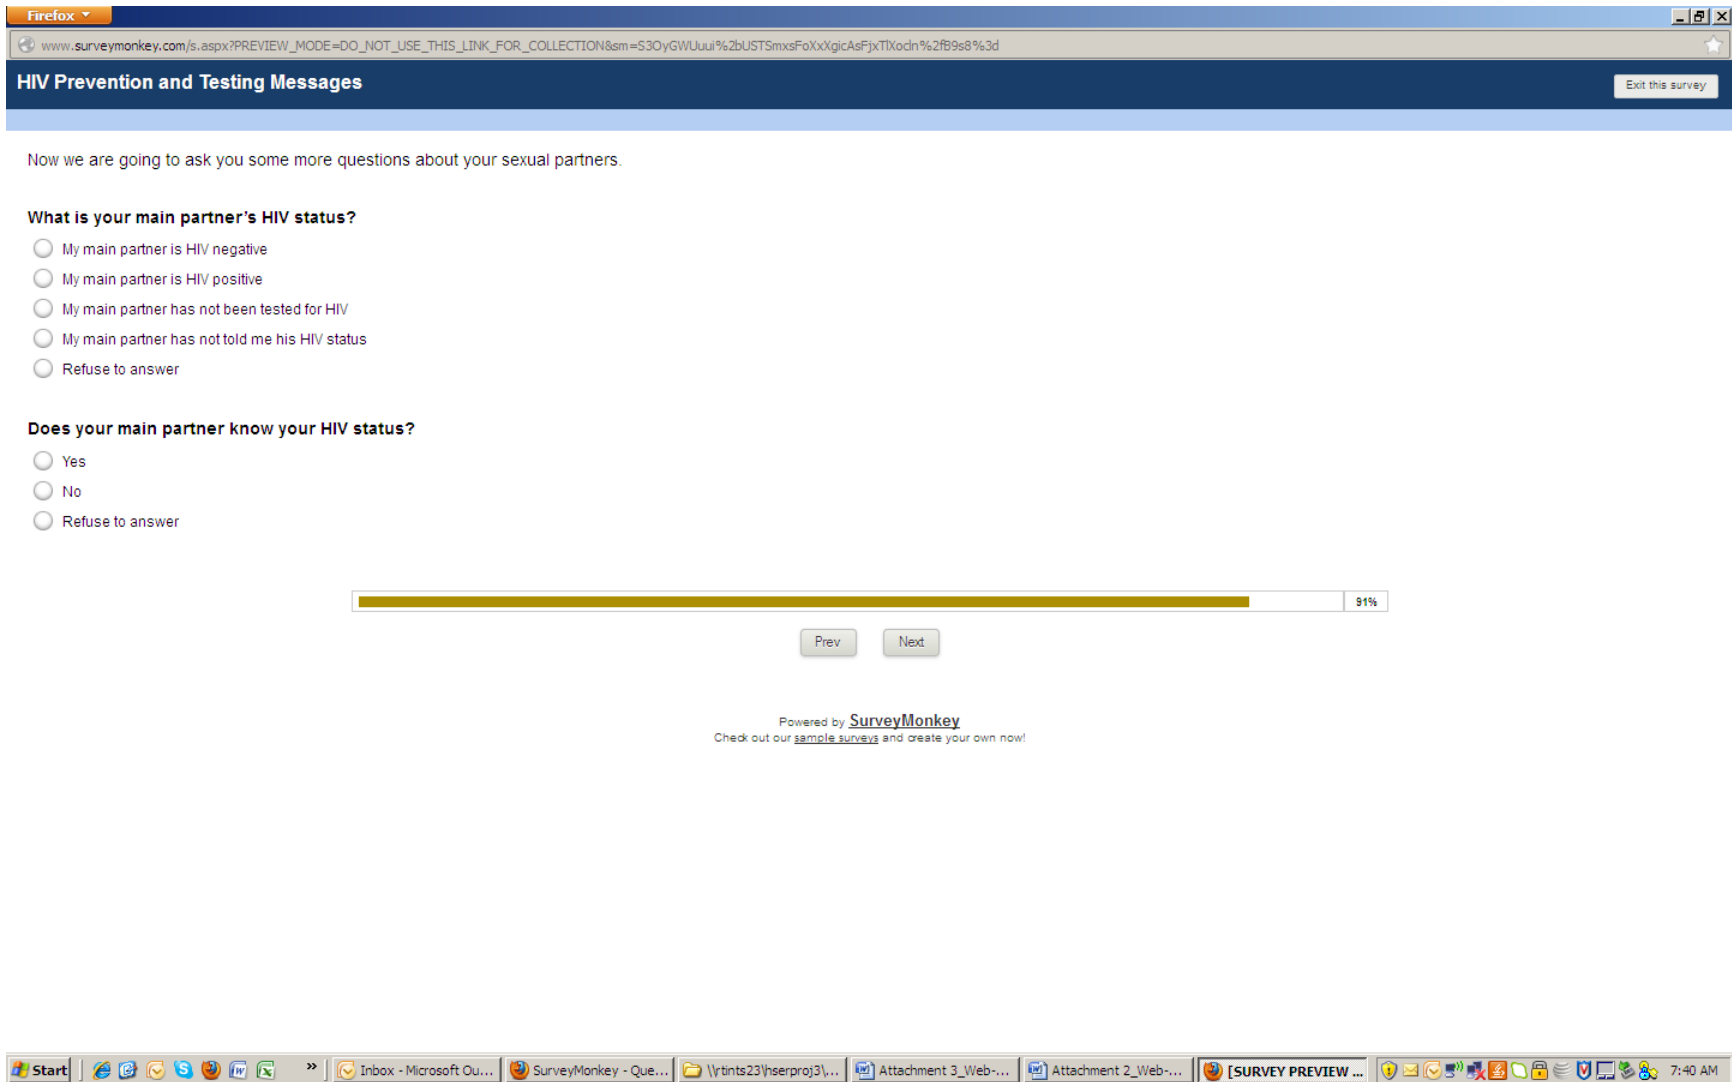 Firefox
www.surveymonkey.com/s.aspx?PREVIEW_MODE=DO_NOT_USE_THIS_LINK_FOR_COLLECTION&sm=S3OyGWUuui%2bUSTSmxsFoXxXgicAsFjxTlXodn%2fB9s8%3d
HIV Prevention and Testing Messages
Exit this survey
Now we are going to ask you some more questions about your sexual partners.
What is your main partner’s HIV status?
My main partner is HIV negative
My main partner is HIV positive
My main partner has not been tested for HIV
My main partner has not told me his HIV status
Refuse to answer
Does your main partner know your HIV status?
Yes
No
Refuse to answer
91%
Prev Next
Powered by SurveyMonkey
Check out our sample surveys and create your own now!
Start » Inbox - Microsoft Ou... SurveyMonkey - Que... \\rtints23\hserproj3\... Attachment 3_Web-... Attachment 2_Web-... [SURVEY PREVIEW ... 7:40 AM